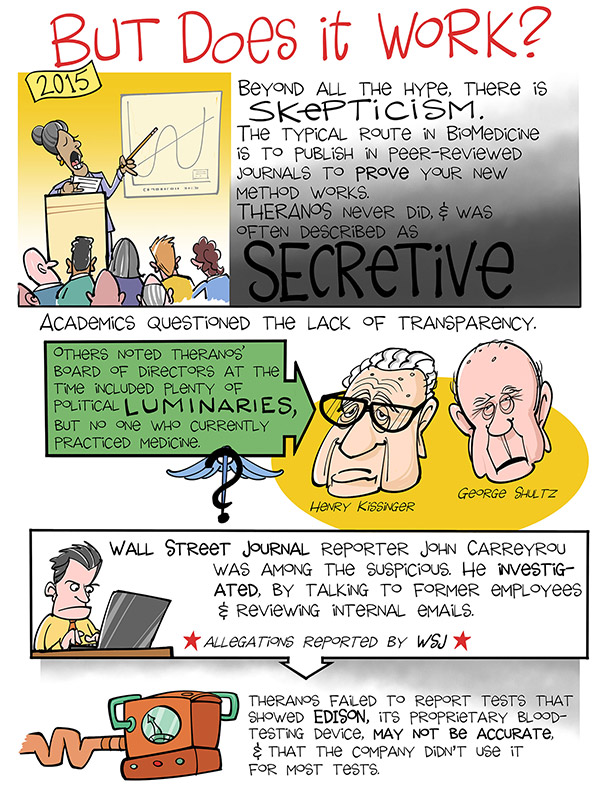 BUT DOES IT WORK?
2015
BEYOND ALL THE HYPE, THERE IS
SKEPTICISM.
THE TYPICAL ROUTE IN BIOMEDICINE
IS TO PUBLISH IN PEER-REVIEWED
JOURNALS TO PROVE YOUR NEW
METHOD WORKS.
THERANOS NEVER DID, & WAS
OFTEN DESCRIBED AS
SECRETIVE
ACADEMICS QUESTIONED THE LACK OF TRANSPARENCY.
OTHERS NOTED THERANOS'
BOARD OF DIRECTORS AT THE
TIME INCLUDED PLENTY OF
POLITICAL LUMINARIES,
BUT NO ONE WHO CURRENTLY
PRACTICED MEDICINE.
?
HENRY KISSINGER
GEORGE SHULTZ
WALL STREET JOURNAL REPORTER JOHN CARREYROU
WAS AMONG THE SUSPICIOUS. HE INVESTIG-
ATED, BY TALKING TO FORMER EMPLOYEES
& REVIEWING INTERNAL EMAILS.
★ ALLEGATIONS REPORTED BY WSJ ★
THERANOS FAILED TO REPORT TESTS THAT
SHOWED EDISON, ITS PROPRIETARY BLOOD-
TESTING DEVICE, MAY NOT BE ACCURATE,
& THAT THE COMPANY DIDN'T USE IT
FOR MOST TESTS.